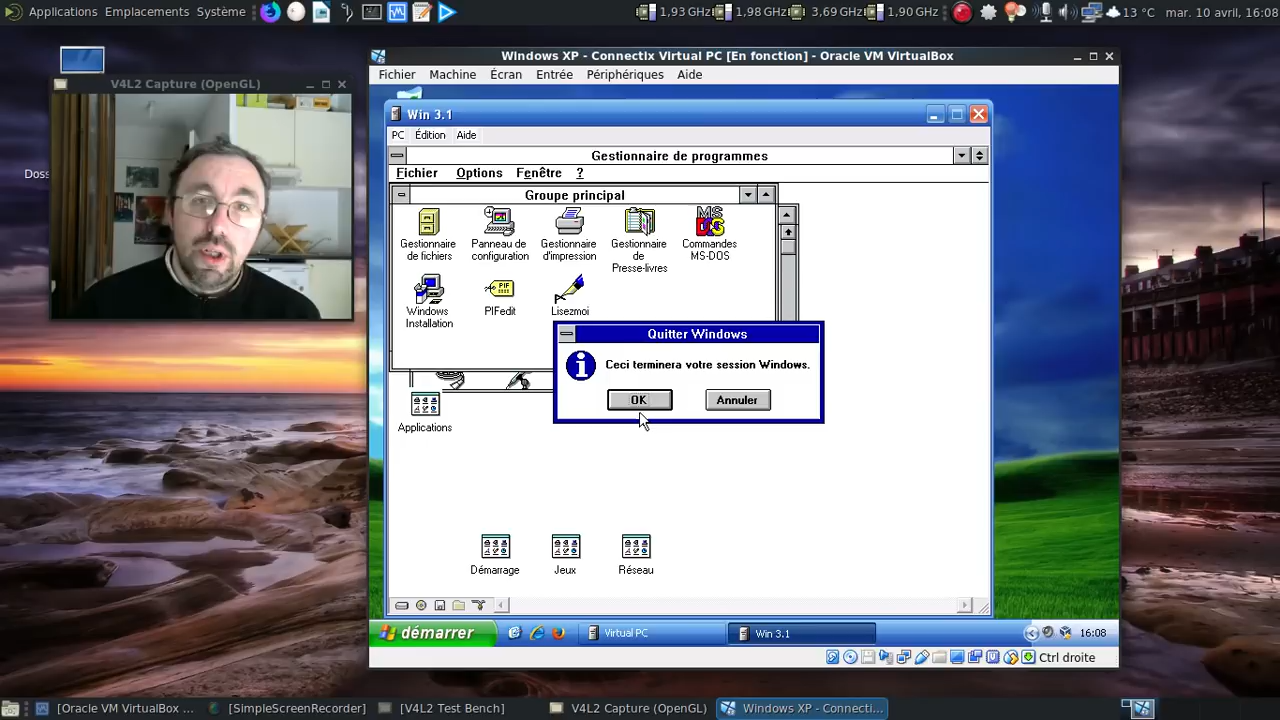 Applications Emplacements Système
1,93 GHz 1,98 GHz 3,69 GHz 1,90 GHz 13 °C mar. 10 avril, 16:08
Windows XP - Connectix Virtual PC [En fonction] - Oracle VM VirtualBox
Fichier Machine Écran Entrée Périphériques Aide
V4L2 Capture (OpenGL)
Doss
Win 3.1
PC Édition Aide
Gestionnaire de programmes
Fichier Options Fenêtre ?
Groupe principal
Gestionnaire de fichiers
Panneau de configuration
Gestionnaire d'impression
Gestionnaire de Presse-livres
MS DOS
Commandes MS-DOS
Windows Installation
PIF
PIFedit
Lisezmoi
Quitter Windows
Ceci terminera votre session Windows.
OK Annuler
Applications
Démarrage Jeux Réseau
démarrer Virtual PC Win 3.1 16:08
Ctrl droite
[Oracle VM VirtualBox ... [SimpleScreenRecorder] [V4L2 Test Bench] V4L2 Capture (OpenGL) Windows XP - Connecti...